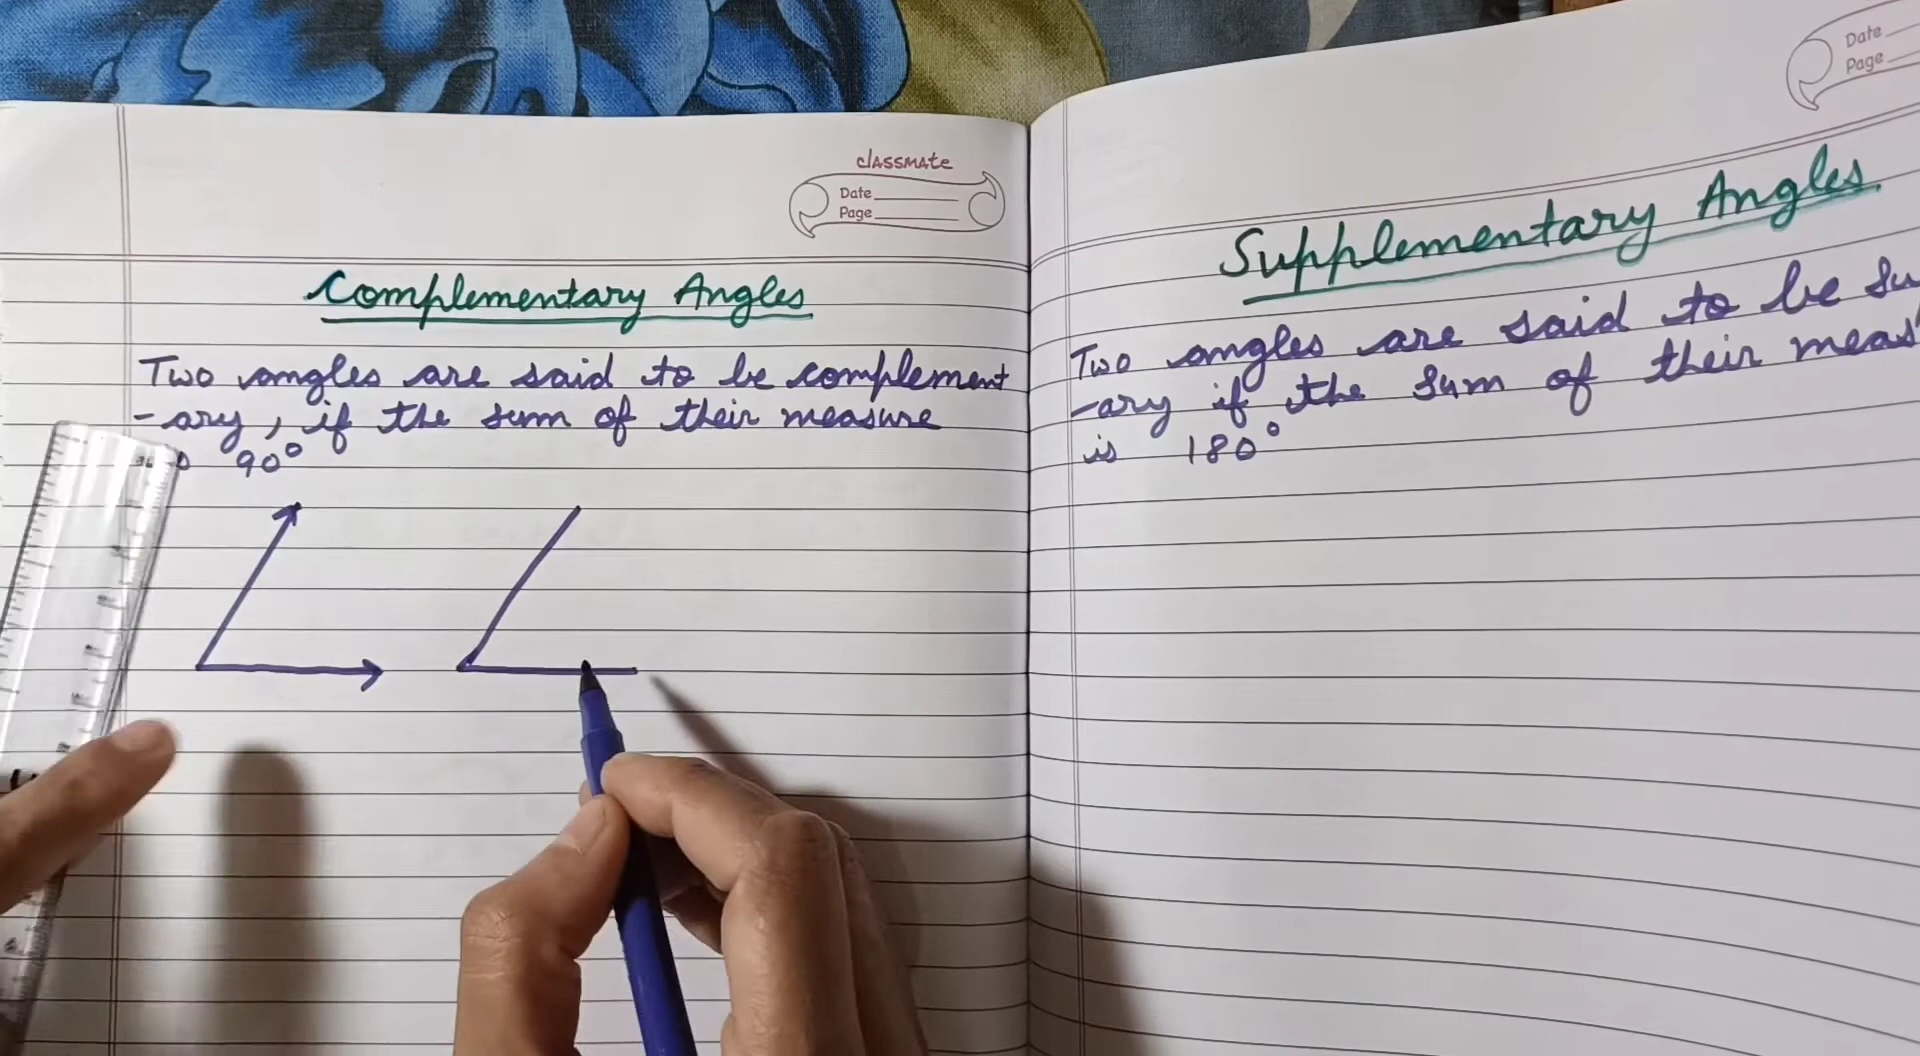 classmate
Date
Page
Complementary Angles
Two angles are said to be complement
-ary, if the sum of their measure
90°
Date
Page
Supplementary Angles
Two angles are said to be Su
-ary if the sum of their meas
is 180°